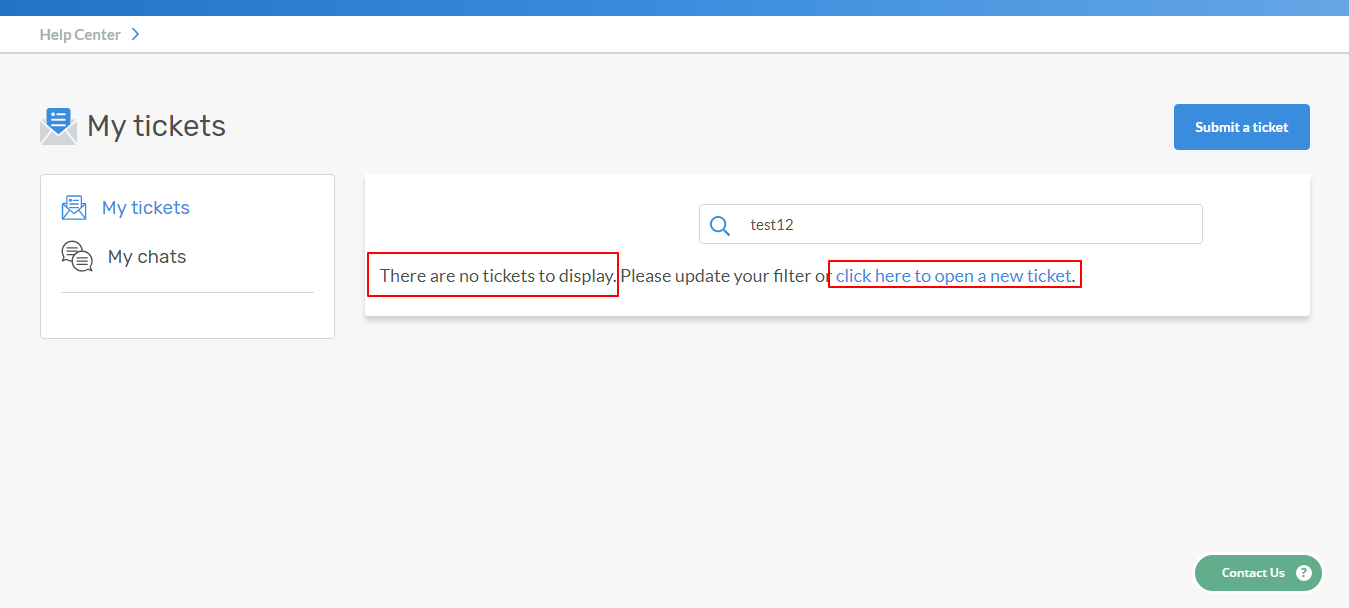 Help Center
My tickets
Submit a ticket
My tickets
My chats
test12
There are no tickets to display. Please update your filter or click here to open a new ticket.
Contact Us ?